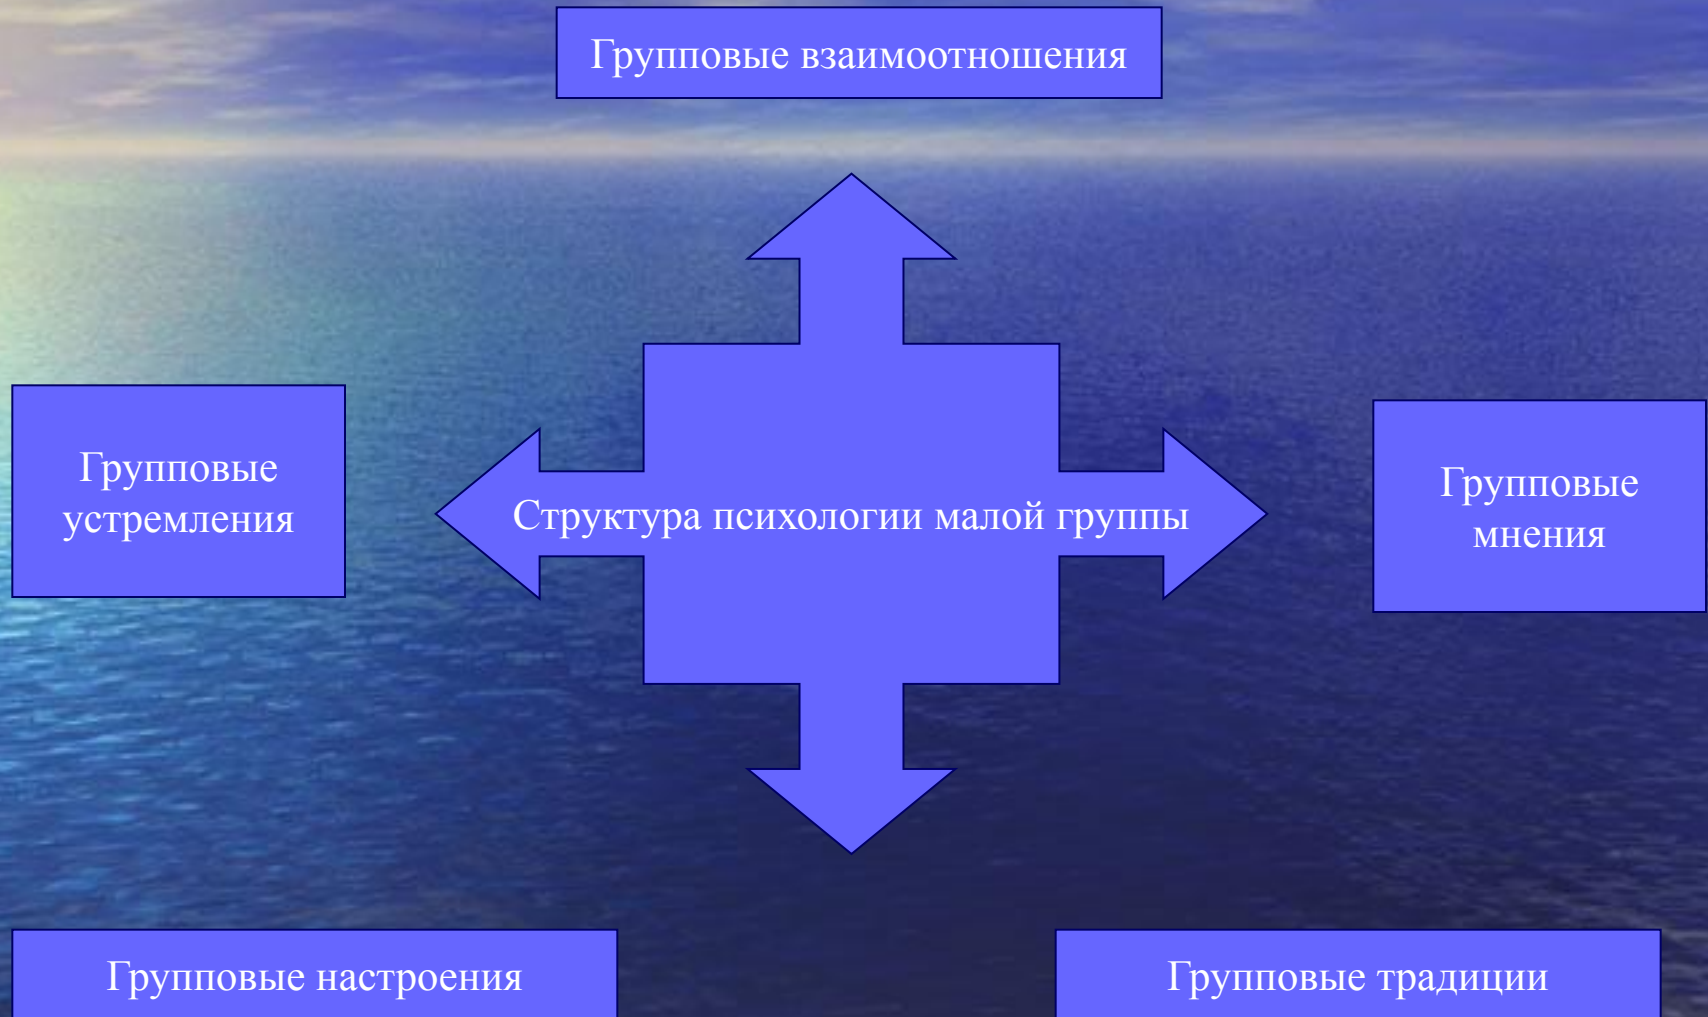 Групповые взаимоотношения
Групповые
устремления
Структура психологии малой группы
Групповые
мнения
Групповые настроения
Групповые традиции